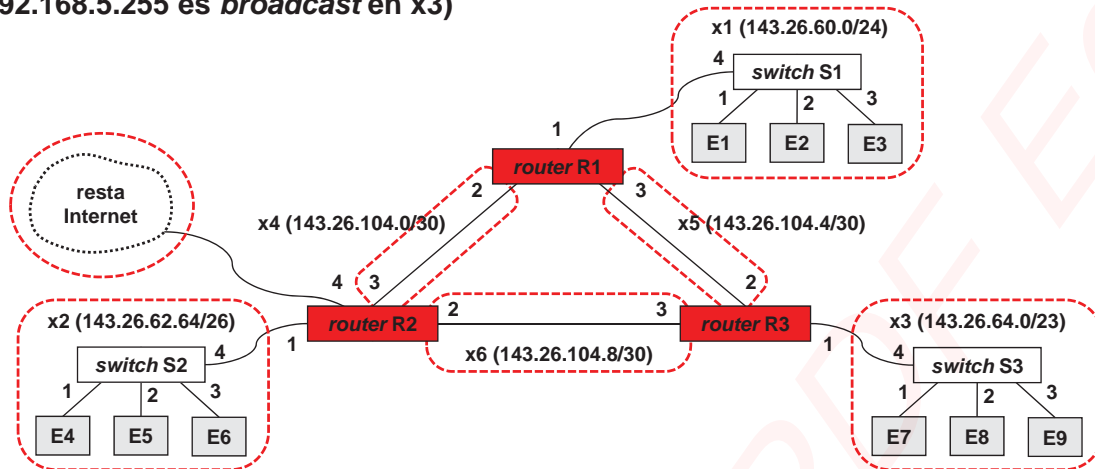 92.168.5.255 és broadcast en x3)
x1 (143.26.60.0/24)
4
switch S1
1
2
3
E1
E2
E3
1
router R1
2
3
resta
Internet
x4 (143.26.104.0/30)
x5 (143.26.104.4/30)
4
3
2
x2 (143.26.62.64/26)
router R2
2
3
router R3
x3 (143.26.64.0/23)
1
x6 (143.26.104.8/30)
1
switch S2
4
4
switch S3
1
2
3
1
2
3
E4
E5
E6
E7
E8
E9